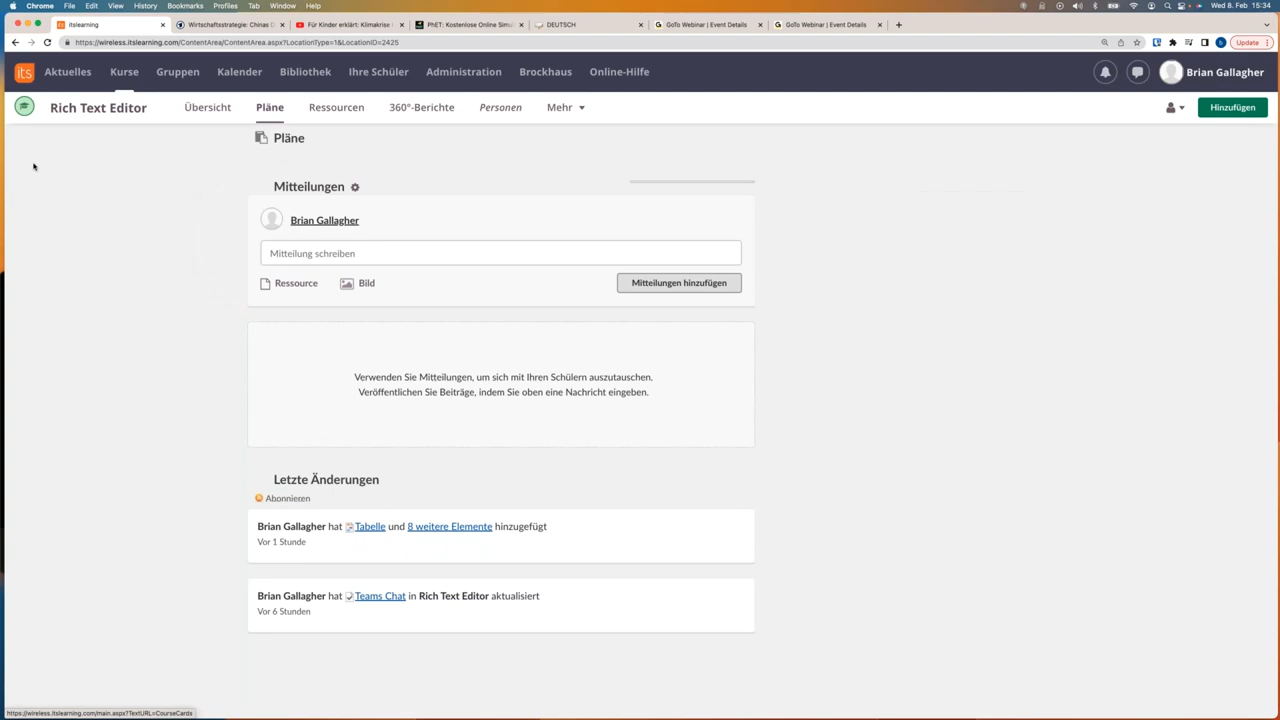 Chrome File Edit View History Bookmarks Profiles Tab Window Help Wed 8. Feb 15:34
itslearning Wirtschaftsstrategie: Chinas G Für Kinder erklärt: Klimakrise PhET: Kostenlose Online Simul DEUTSCH GoTo Webinar | Event Details GoTo Webinar | Event Details
https://wireless.itslearning.com/ContentArea/ContentArea.aspx?LocationType=1&LocationID=2425 b Update
its Aktuelles Kurse Gruppen Kalender Bibliothek Ihre Schüler Administration Brockhaus Online-Hilfe Brian Gallagher
Rich Text Editor Übersicht Pläne Ressourcen 360°-Berichte Personen Mehr Hinzufügen
Pläne
Mitteilungen
Brian Gallagher
Mitteilung schreiben
Ressource Bild Mitteilungen hinzufügen
Verwenden Sie Mitteilungen, um sich mit Ihren Schülern auszutauschen.
Veröffentlichen Sie Beiträge, indem Sie oben eine Nachricht eingeben.
Letzte Änderungen
Abonnieren
Brian Gallagher hat Tabelle und 8 weitere Elemente hinzugefügt
Vor 1 Stunde
Brian Gallagher hat Teams Chat in Rich Text Editor aktualisiert
Vor 6 Stunden
https://wireless.itslearning.com/main.aspx?TextURL=CourseCards